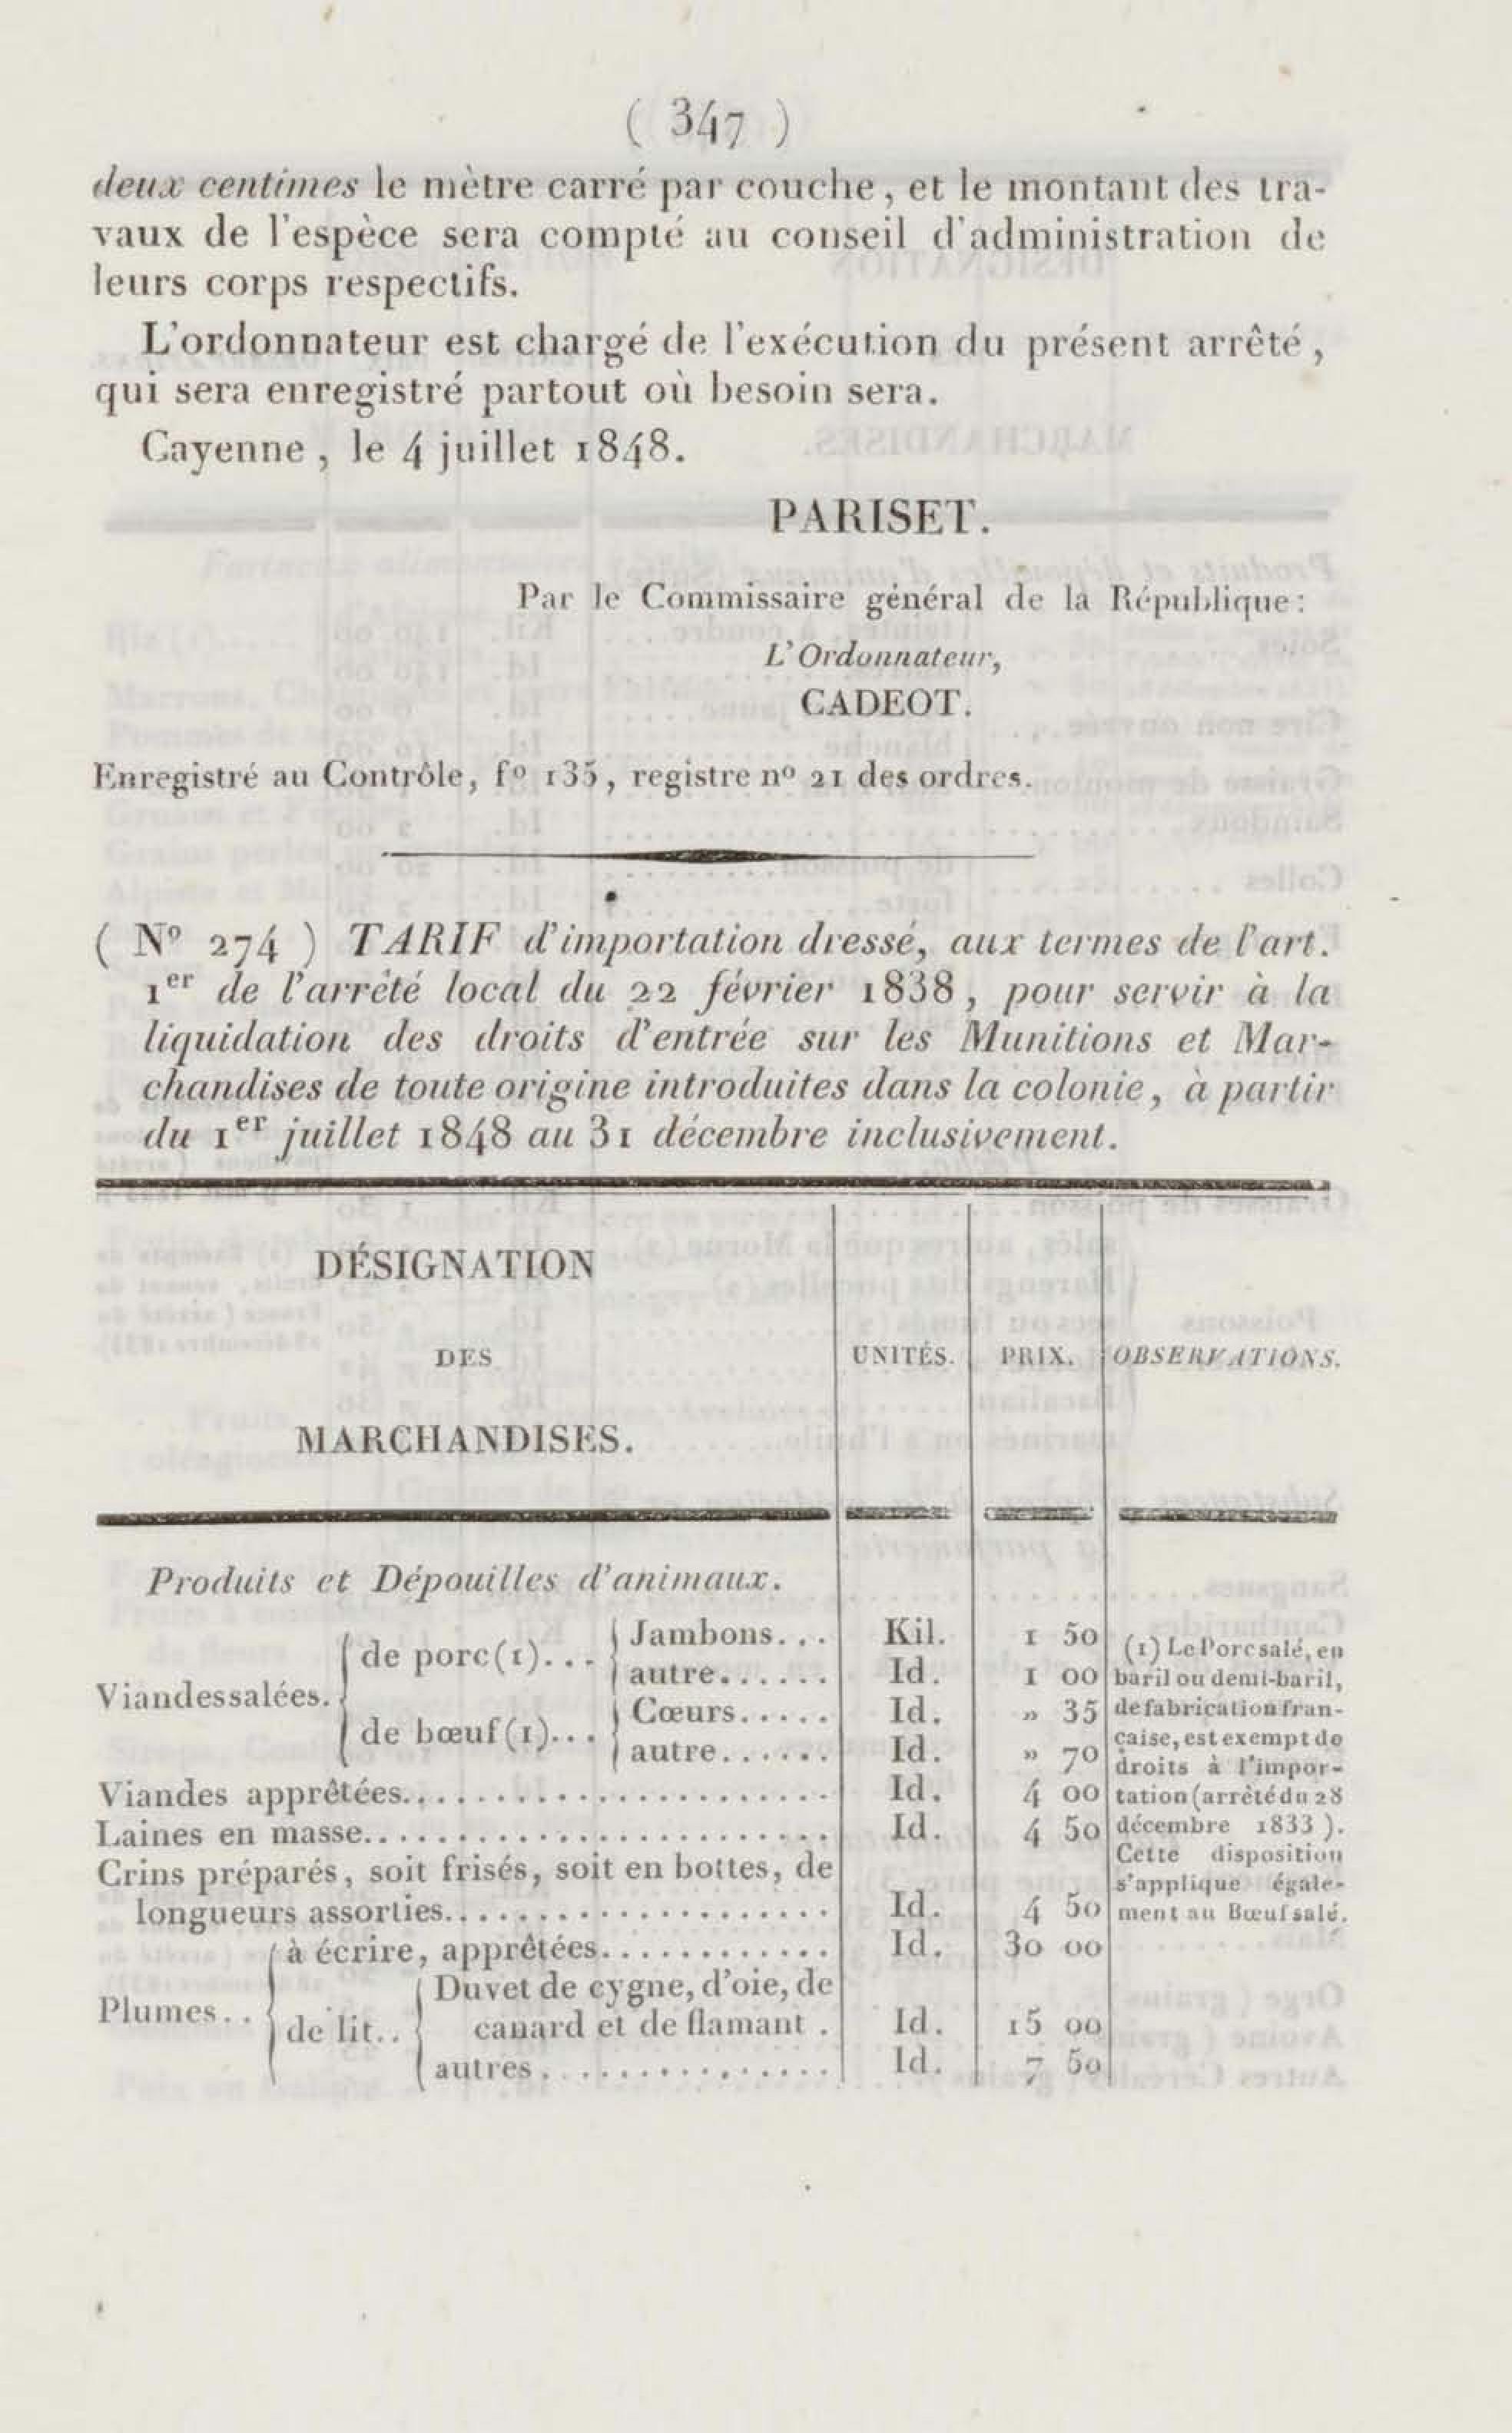 ( 347 )
deux centimes le mètre carré par couche, et le montant des tra-
vaux de l'espèce sera compté au conseil d'administration de
leurs corps respectifs.
L'ordonnateur est chargé de l'exécution du présent arrêté,
qui sera enregistré partout où besoin sera.
Cayenne, le 4 juillet 1848.
PARISET.
Par le Commissaire général de la République:
L'Ordonnateur,
CADEOT.
Enregistré au Contrôle, fº 135, registre nº 21 des ordres.
( Nº 274 ) TARIF d'importation dressé, aux termes de l'art.
1er de l'arrêté local du 22 février 1838, pour servir à la
liquidation des droits d'entrée sur les Munitions et Mar-
chandises de toute origine introduites dans la colonie, à partir
du 1er juillet 1848 au 31 décembre inclusivement.
DÉSIGNATION
DES
MARCHANDISES.
UNITÉS.
PRIX.
OBSERVATIONS.
Produits et Dépouilles d'animaux.
Viandes salées.
de porc (1)...
Jambons... Kil. 1 50
autre...... Id. 1 00
de bœuf (1)...
Cœurs..... Id. » 35
autre...... Id. » 70
Viandes apprêtées..................... Id. 4 00
Laines en masse....................... Id. 4 50
Crins préparés, soit frisés, soit en bottes, de
longueurs assorties.................... Id. 4 50
Plumes..
à écrire, apprêtées............ Id. 30 00
de lit..
Duvet de cygne, d'oie, de
canard et de flamant . Id. 15 00
autres............... Id. 7 50
(1) Le Porc salé, en
baril ou demi-baril,
de fabrication fran-
çaise, est exempt de
droits à l'impor-
tation (arrêté du 28
décembre 1833 ).
Cette disposition
s'applique égale-
ment au Bœuf salé.